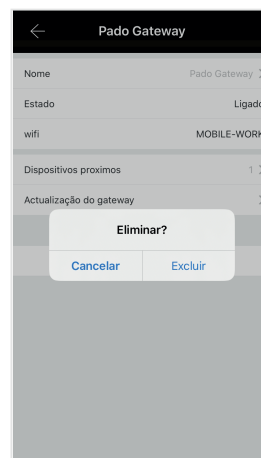 Pado Gateway
Nome Pado Gateway
Estado Ligado
wifi MOBILE-WORK
Dispositivos proximos 1
Actualização do gateway
Eliminar?
Cancelar Excluir